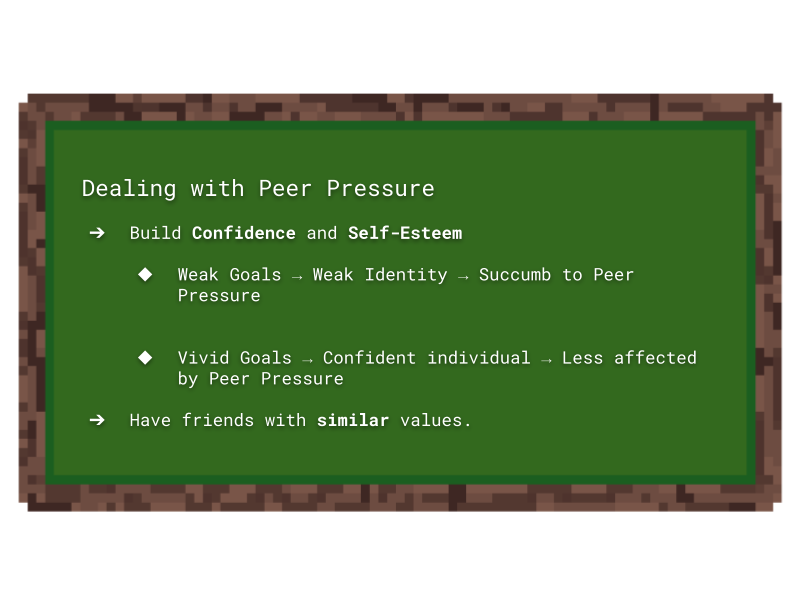 Dealing with Peer Pressure
➔ Build Confidence and Self-Esteem
◆ Weak Goals → Weak Identity → Succumb to Peer
Pressure
◆ Vivid Goals → Confident individual → Less affected
by Peer Pressure
➔ Have friends with similar values.